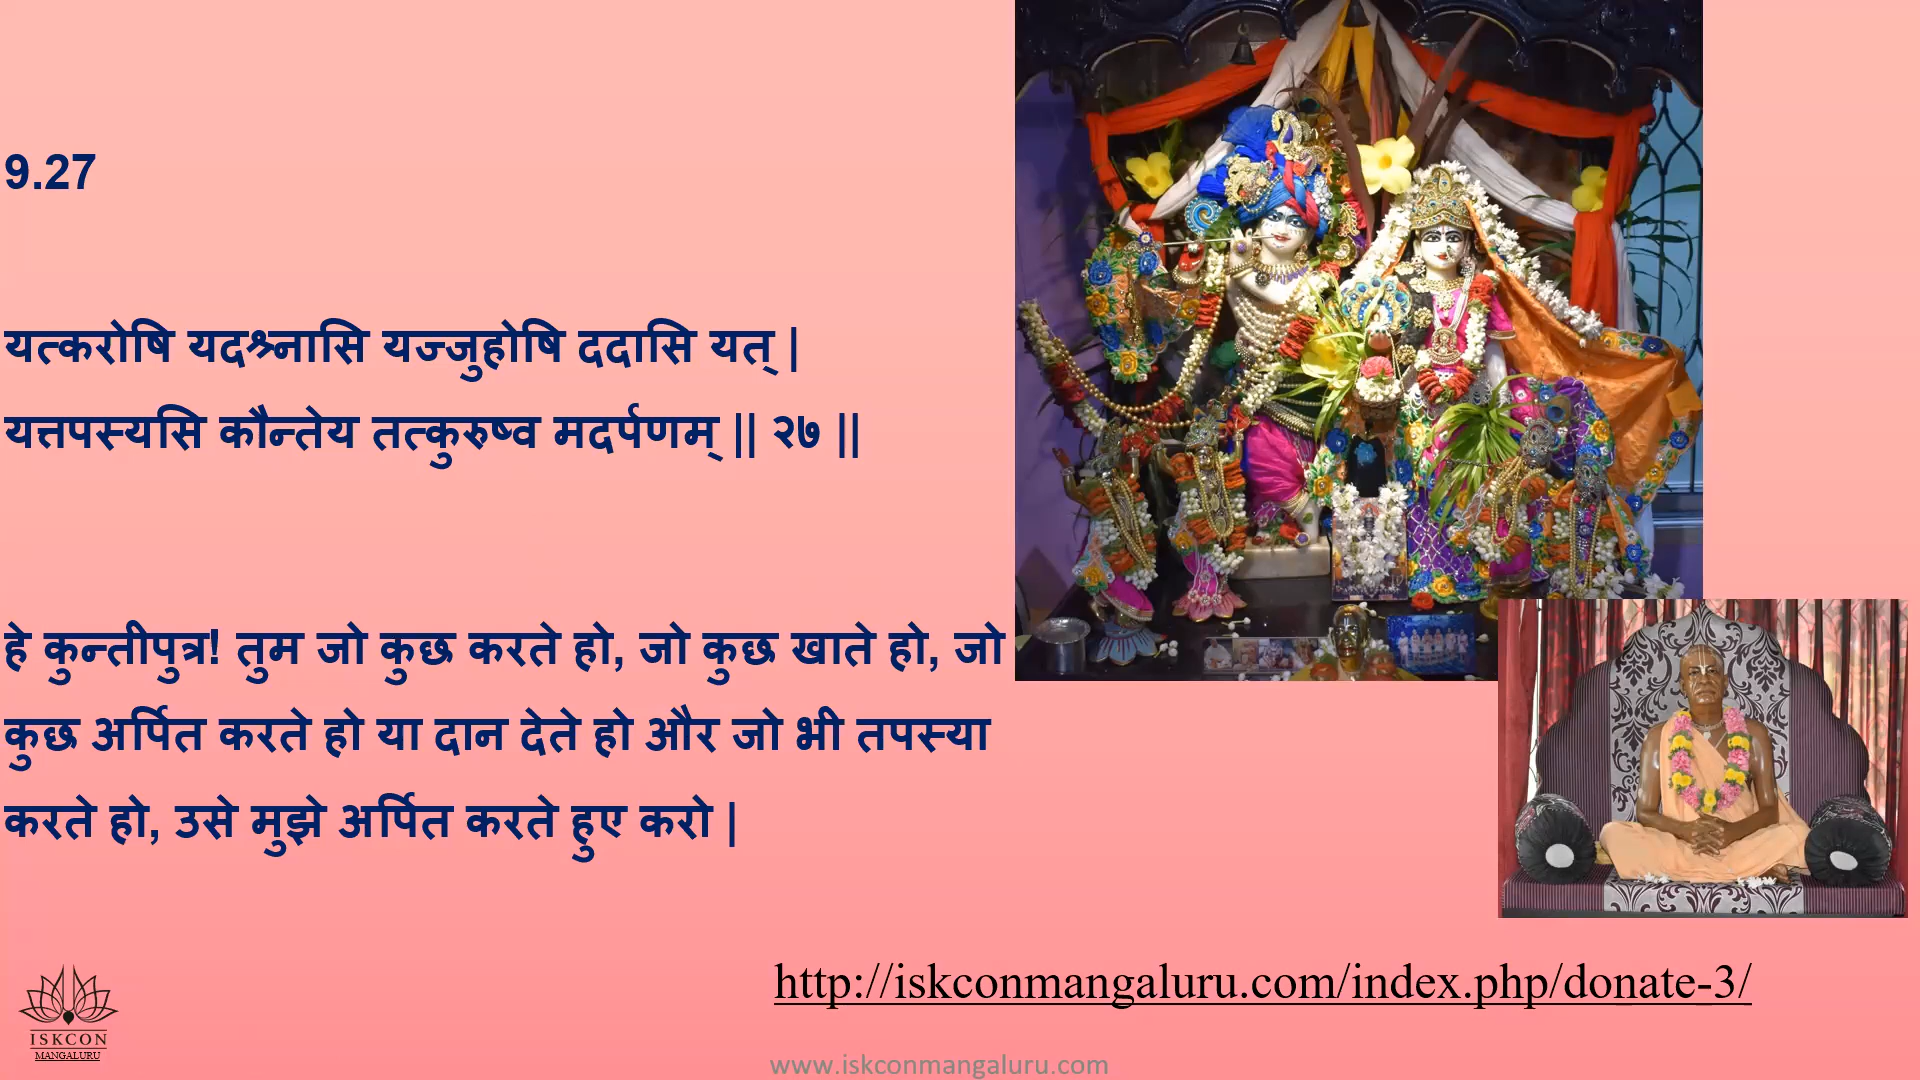 9.27
यत्करोषि यदश्र्नासि यज्जुहोषि ददासि यत् |
यत्तपस्यसि कौन्तेय तत्कुरुष्व मदर्पणम् || २७ ||
हे कुन्तीपुत्र! तुम जो कुछ करते हो, जो कुछ खाते हो, जो
कुछ अर्पित करते हो या दान देते हो और जो भी तपस्या
करते हो, उसे मुझे अर्पित करते हुए करो |
http://iskconmangaluru.com/index.php/donate-3/
ISKCON
MANGALURU
www.iskconmangaluru.com